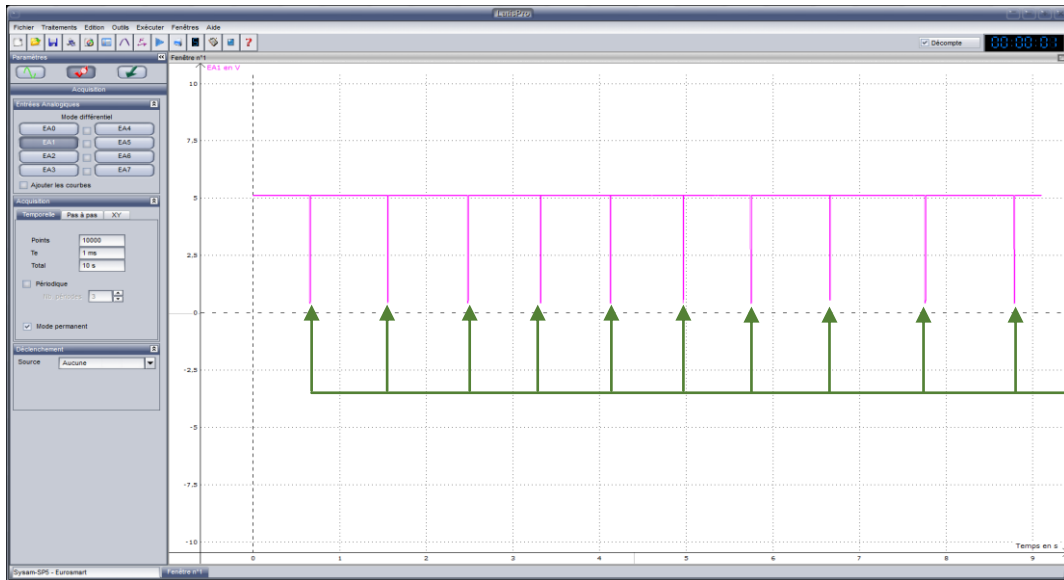 LatisPro
Fichier Traitements Edition Outils Exécuter Fenêtres Aide
Décompte 00:00:01
Paramètres
Fenêtre n°1
Acquisition
Entrées Analogiques
Mode différentiel
EA0 EA4
EA1 EA5
EA2 EA6
EA3 EA7
Ajouter les courbes
Acquisition
Temporelle Pas à pas XY
Points 10000
Te 1 ms
Total 10 s
Périodique
Mode permanent
Déclenchement
Source Aucune
EA1 en V
10
7,5
5
2,5
0
-2,5
-5
-7,5
-10
Temps en s
0 1 2 3 4 5 6 7 8 9
Sysam-SP5 - Eurosmart
Fenêtre n°1